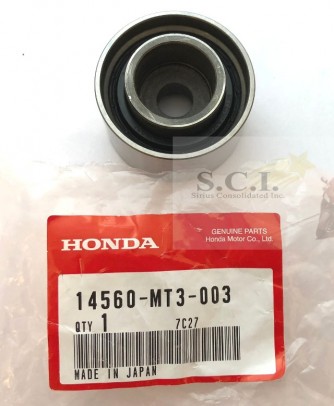 S.C.I.
Sirius Consolidated Inc.
GENUINE PARTS
HONDA
Honda Motor Co., Ltd.
14560-MT3-003
QTY 1 7C27
MADE IN JAPAN